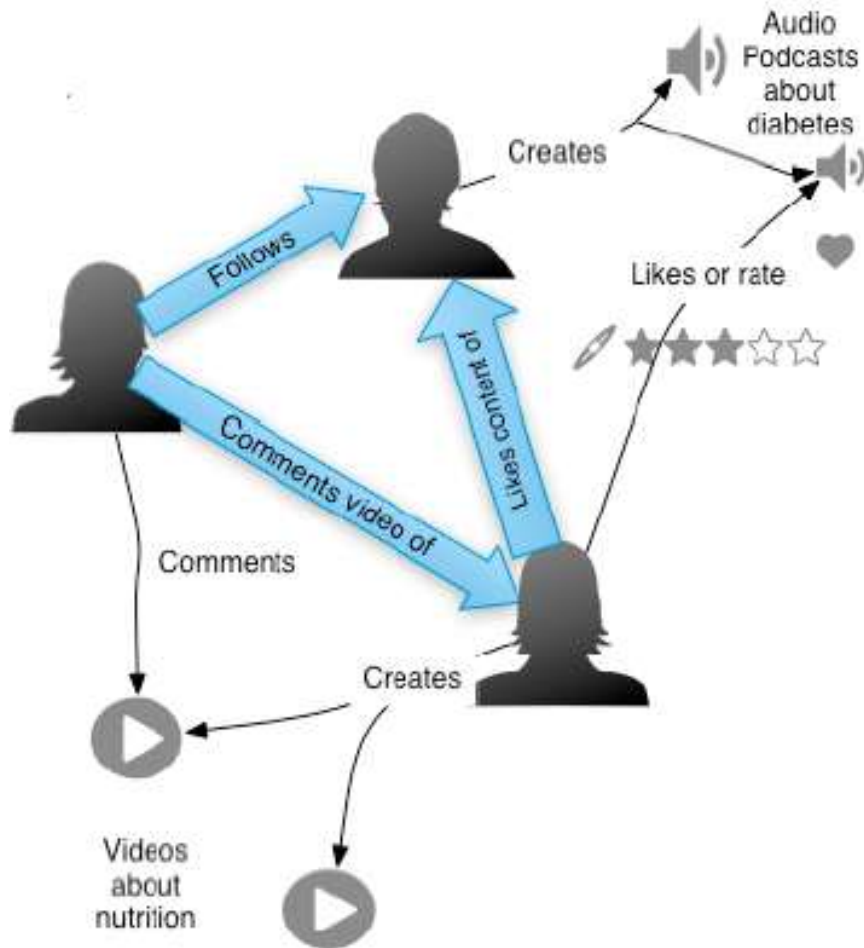 Audio
Podcasts
about
diabetes
Creates
Follows
Likes or rate
Likes content of
Comments video of
Comments
Creates
Videos
about
nutrition